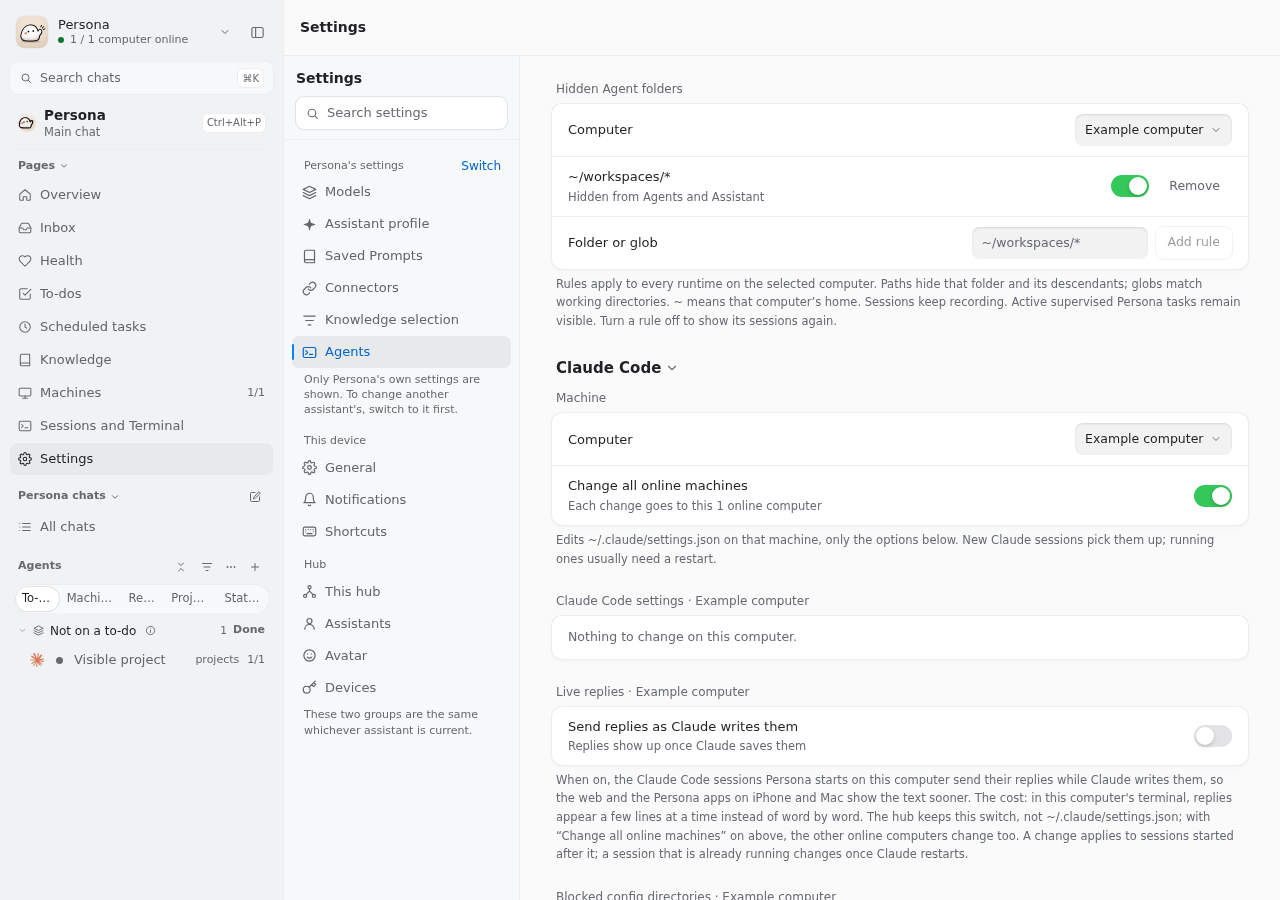 Persona
1 / 1 computer online
Search chats
⌘K
Persona
Main chat
Ctrl+Alt+P
Pages
Overview
Inbox
Health
To-dos
Scheduled tasks
Knowledge
Machines
1/1
Sessions and Terminal
Settings
Persona chats
All chats
Agents
To-…
Machi…
Re…
Proj…
Stat…
Not on a to-do
1 Done
Visible project
projects 1/1
Settings
Settings
Search settings
Persona's settings
Switch
Models
Assistant profile
Saved Prompts
Connectors
Knowledge selection
Agents
Only Persona's own settings are
shown. To change another
assistant's, switch to it first.
This device
General
Notifications
Shortcuts
Hub
This hub
Assistants
Avatar
Devices
These two groups are the same
whichever assistant is current.
Hidden Agent folders
Computer
Example computer
~/workspaces/*
Hidden from Agents and Assistant
Remove
Folder or glob
~/workspaces/*
Add rule
Rules apply to every runtime on the selected computer. Paths hide that folder and its descendants; globs match
working directories. ~ means that computer’s home. Sessions keep recording. Active supervised Persona tasks remain
visible. Turn a rule off to show its sessions again.
Claude Code
Machine
Computer
Example computer
Change all online machines
Each change goes to this 1 online computer
Edits ~/.claude/settings.json on that machine, only the options below. New Claude sessions pick them up; running
ones usually need a restart.
Claude Code settings · Example computer
Nothing to change on this computer.
Live replies · Example computer
Send replies as Claude writes them
Replies show up once Claude saves them
When on, the Claude Code sessions Persona starts on this computer send their replies while Claude writes them, so
the web and the Persona apps on iPhone and Mac show the text sooner. The cost: in this computer's terminal, replies
appear a few lines at a time instead of word by word. The hub keeps this switch, not ~/.claude/settings.json; with
“Change all online machines” on above, the other online computers change too. A change applies to sessions started
after it; a session that is already running changes once Claude restarts.
Blocked config directories · Example computer